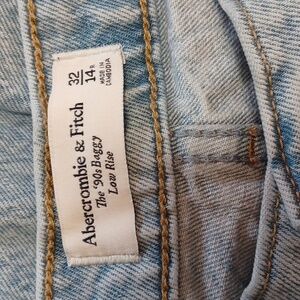 Abercrombie & Fitch
The '90s Baggy
Low Rise
32
14 R
MADE IN
CAMBODIA